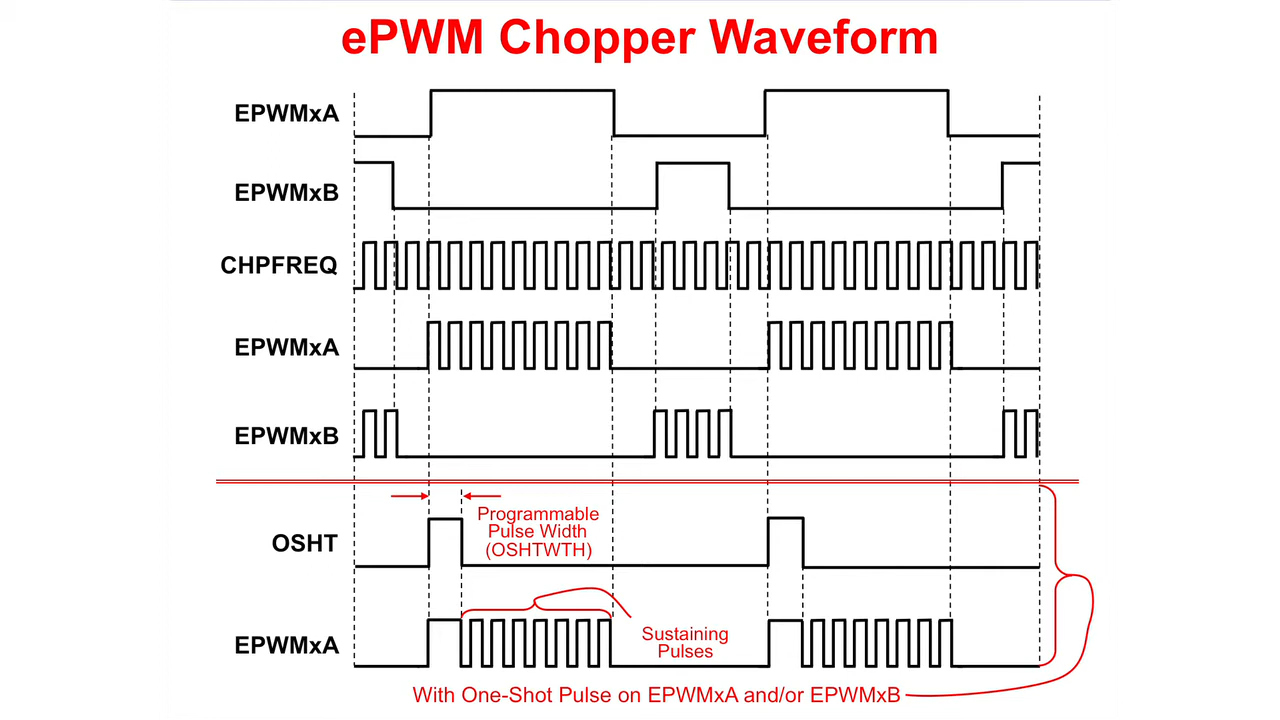 ePWM Chopper Waveform
EPWMxA
EPWMxB
CHPFREQ
EPWMxA
EPWMxB
Programmable
Pulse Width
(OSHTWTH)
OSHT
Sustaining
Pulses
EPWMxA
With One-Shot Pulse on EPWMxA and/or EPWMxB